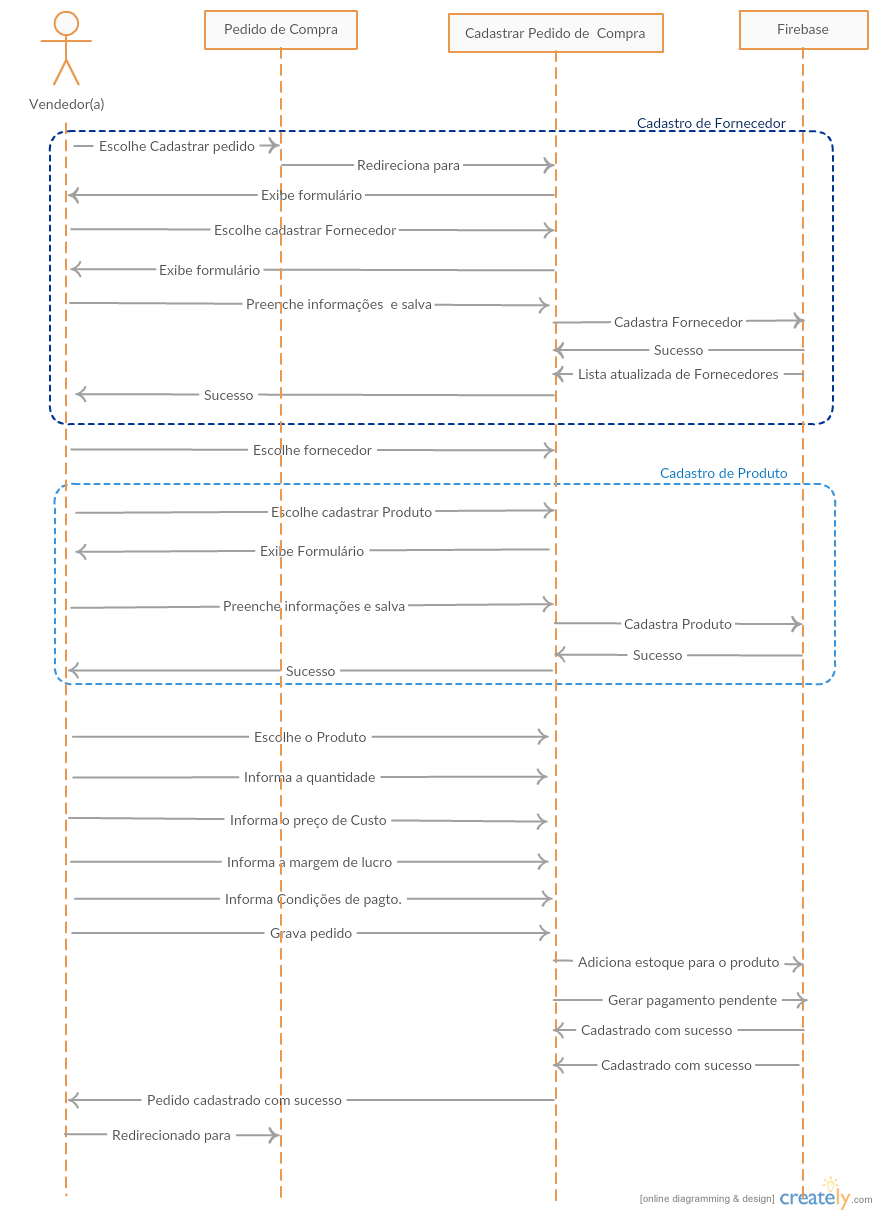 Pedido de Compra
Cadastrar Pedido de  Compra
Firebase
Vendedor(a)
Cadastro de Fornecedor
Escolhe Cadastrar pedido
Redireciona para
Exibe formulário
Escolhe cadastrar Fornecedor
Exibe formulário
Preenche informações  e salva
Cadastra Fornecedor
Sucesso
Lista atualizada de Fornecedores
Sucesso
Escolhe fornecedor
Cadastro de Produto
Escolhe cadastrar Produto
Exibe Formulário
Preenche informações e salva
Cadastra Produto
Sucesso
Sucesso
Escolhe o Produto
Informa a quantidade
Informa o preço de Custo
Informa a margem de lucro
Informa Condições de pagto.
Grava pedido
Adiciona estoque para o produto
Gerar pagamento pendente
Cadastrado com sucesso
Cadastrado com sucesso
Pedido cadastrado com sucesso
Redirecionado para
[online diagramming & design] creately.com